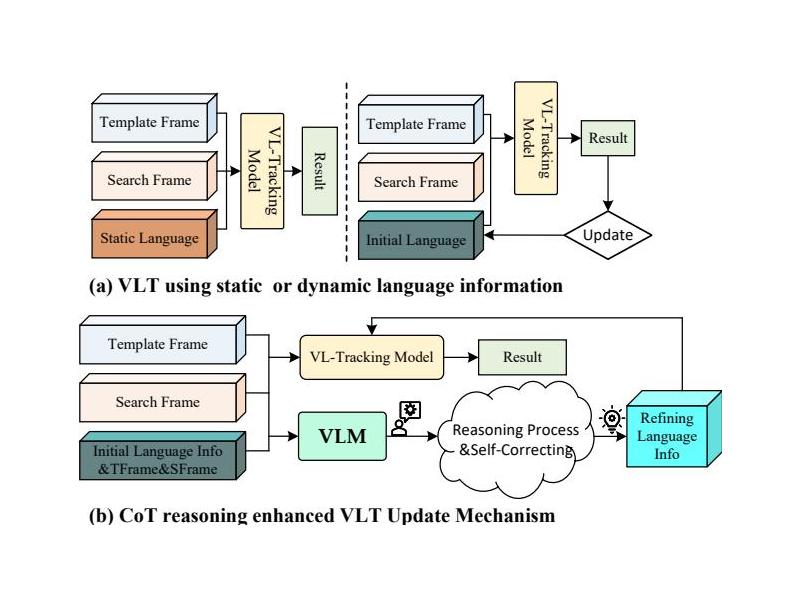 Template Frame
Search Frame
Static Language
VL-Tracking
Model
Result
Template Frame
Search Frame
Initial Language
VL-Tracking
Model
Result
Update
(a) VLT using static or dynamic language information
Template Frame
Search Frame
Initial Language Info
&TFrame&SFrame
VL-Tracking Model
Result
VLM
Reasoning Process
&Self-Correcting
Refining
Language
Info
(b) CoT reasoning enhanced VLT Update Mechanism